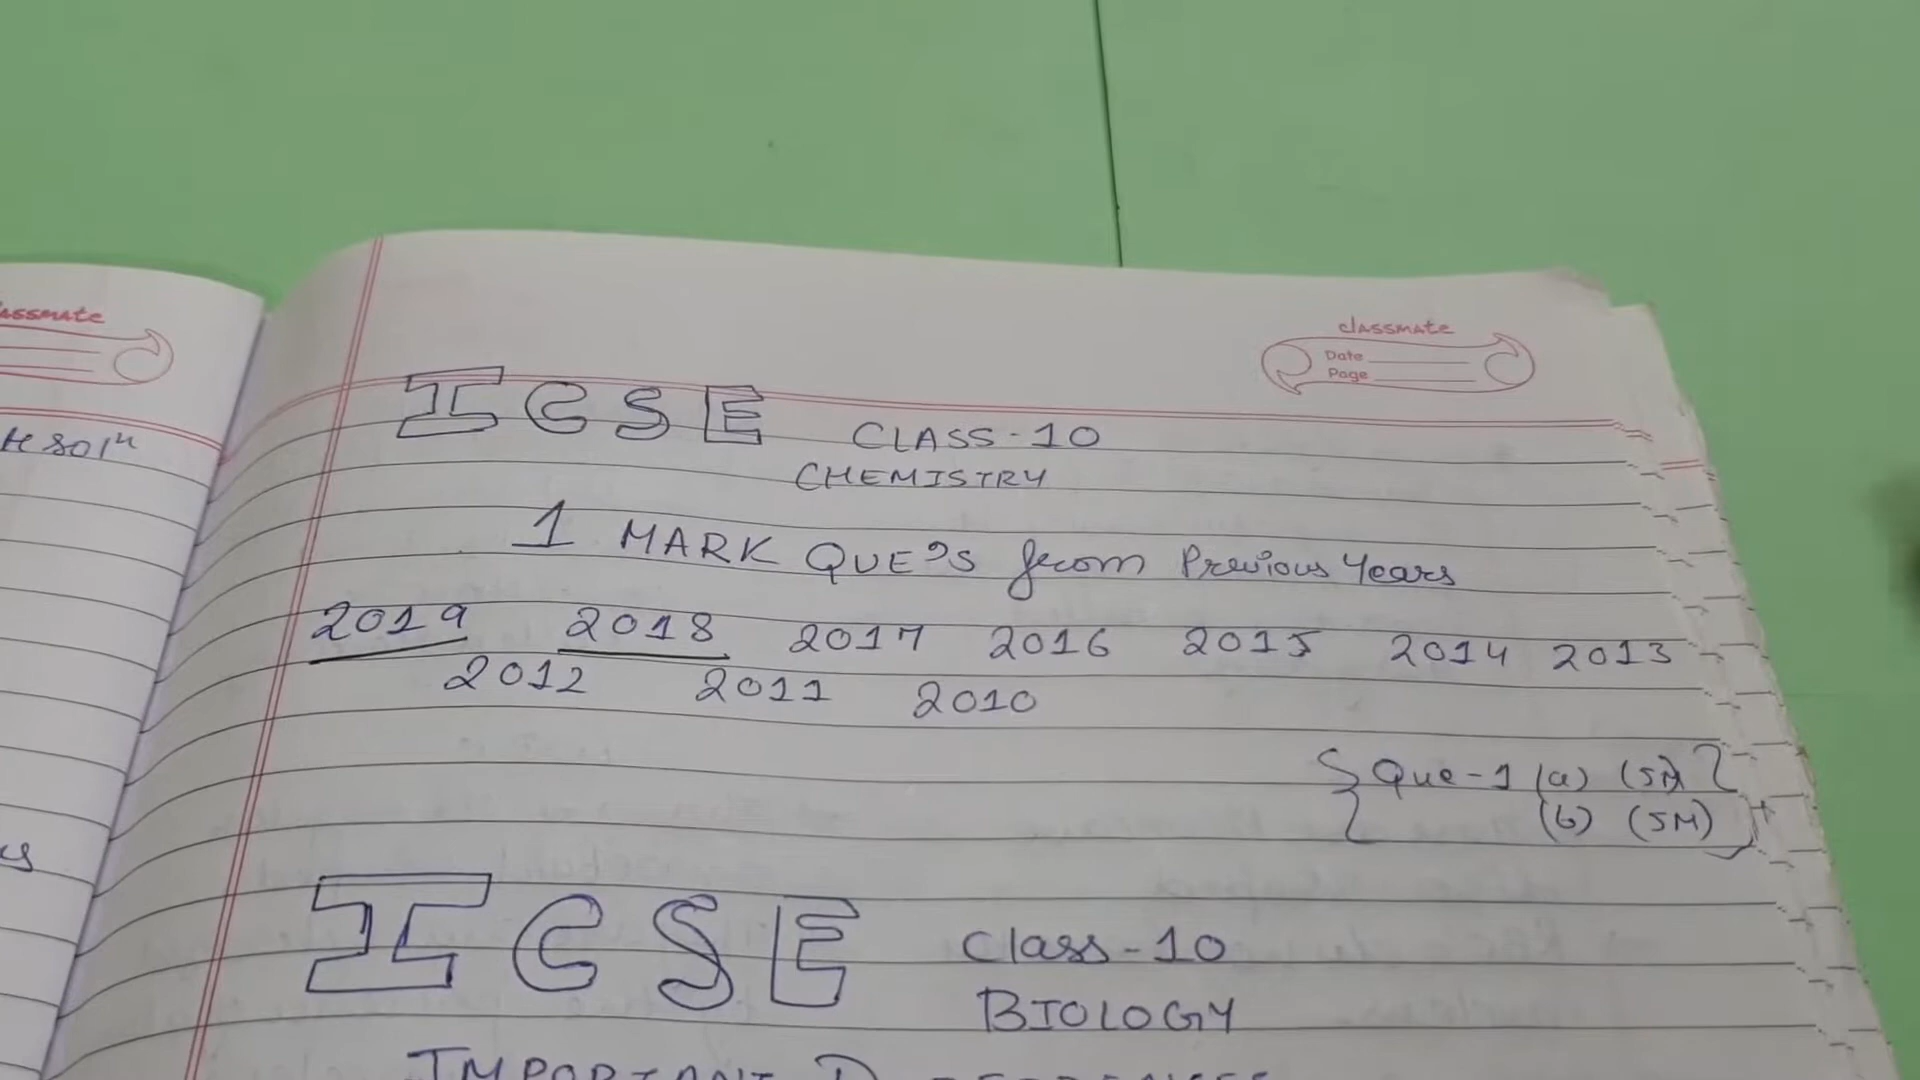 classmate
Date
Page
ICSE CLASS-10
CHEMISTRY
1 MARK QUE'S from Previous Years
2019 2018 2017 2016 2015 2014 2013
2012 2011 2010
{Que-1 (a) (5M)}
(b) (5M)
ICSE Class-10
BIOLOGY
IMPORTANT